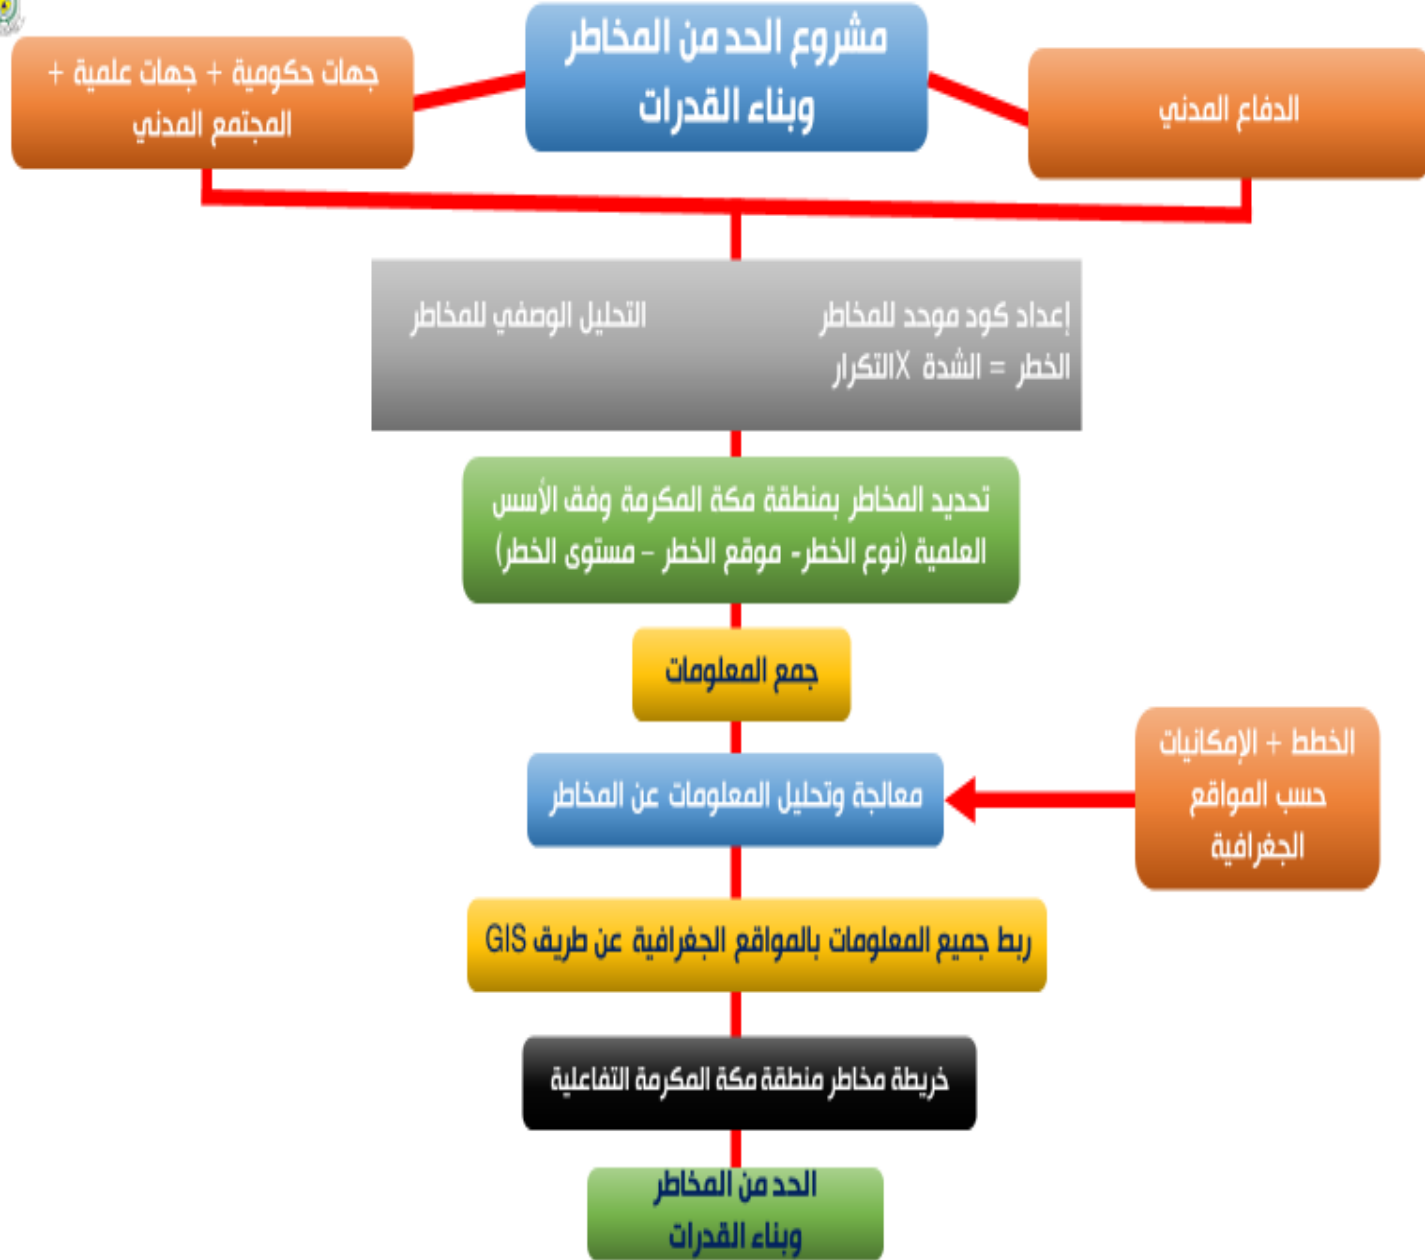 مشروع الحد من المخاطر
وبناء القدرات
الدفاع المدني
جهات حكومية + جهات علمية +
المجتمع المدني
إعداد كود موحد للمخاطر
الخطر = الشدة Xالتكرار
التحليل الوصفي للمخاطر
تحديد المخاطر بمنطقة مكة المكرمة وفق الأسس
العلمية (نوع الخطر- موقع الخطر – مستوى الخطر)
جمع المعلومات
معالجة وتحليل المعلومات عن المخاطر
الخطط + الإمكانيات
حسب المواقع
الجغرافية
ربط جميع المعلومات بالمواقع الجغرافية عن طريق GIS
خريطة مخاطر منطقة مكة المكرمة التفاعلية
الحد من المخاطر
وبناء القدرات